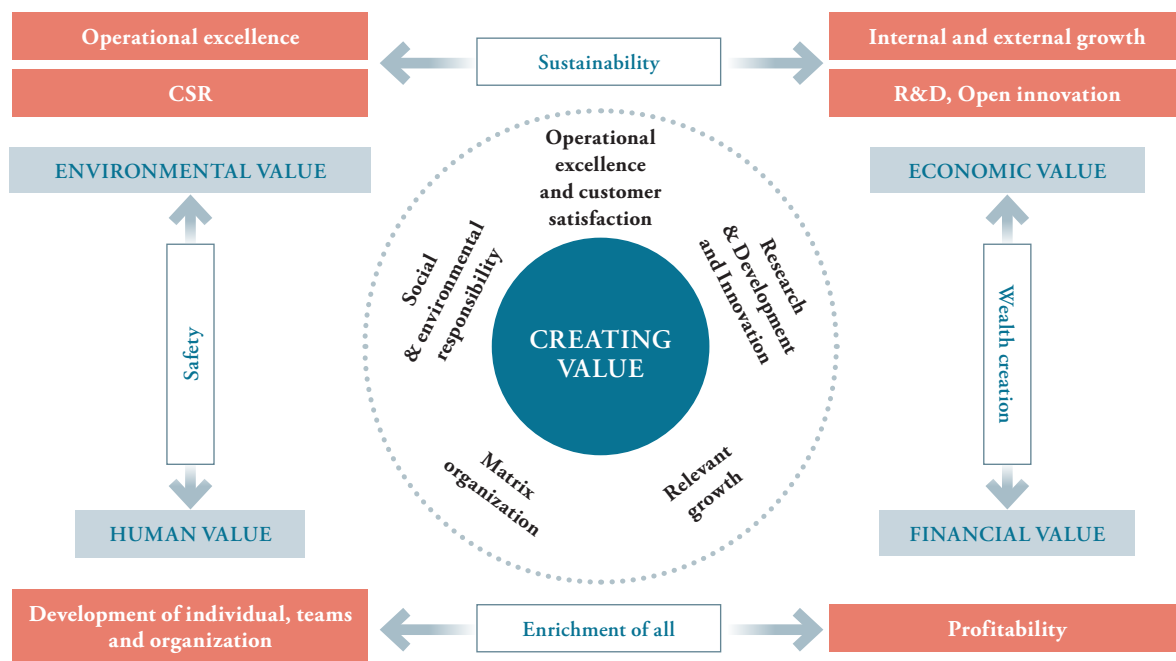 Operational excellence
CSR
Sustainability
Internal and external growth
R&D, Open innovation
ENVIRONMENTAL VALUE
ECONOMIC VALUE
Operational
excellence
and customer
satisfaction
Social
& environmental
responsibility
Research
& Development
and Innovation
Safety
CREATING
VALUE
Wealth creation
Matrix
organization
Relevant
growth
HUMAN VALUE
FINANCIAL VALUE
Development of individual, teams
and organization
Enrichment of all
Profitability